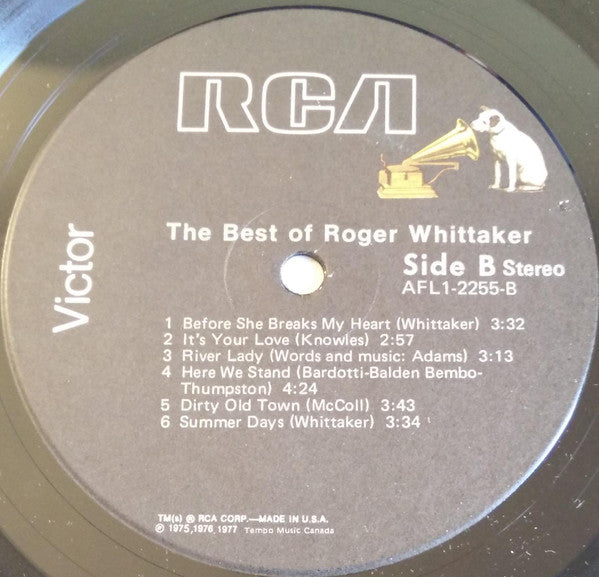 RCA
Victor
The Best of Roger Whittaker
Side B Stereo
AFL1-2255-B
1 Before She Breaks My Heart (Whittaker) 3:32
2 It's Your Love (Knowles) 2:57
3 River Lady (Words and music: Adams) 3:13
4 Here We Stand (Bardotti-Balden Bembo-
Thumpston) 4:24
5 Dirty Old Town (McColl) 3:43
6 Summer Days (Whittaker) 3:34
TM(s) ® RCA CORP.—MADE IN U.S.A.
℗ 1975, 1976, 1977 Tembo Music Canada